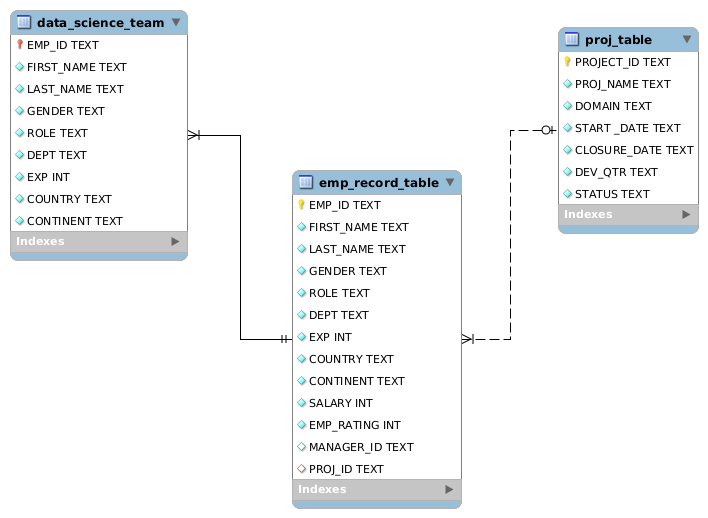 data_science_team
EMP_ID TEXT
FIRST_NAME TEXT
LAST_NAME TEXT
GENDER TEXT
ROLE TEXT
DEPT TEXT
EXP INT
COUNTRY TEXT
CONTINENT TEXT
Indexes
emp_record_table
EMP_ID TEXT
FIRST_NAME TEXT
LAST_NAME TEXT
GENDER TEXT
ROLE TEXT
DEPT TEXT
EXP INT
COUNTRY TEXT
CONTINENT TEXT
SALARY INT
EMP_RATING INT
MANAGER_ID TEXT
PROJ_ID TEXT
Indexes
proj_table
PROJECT_ID TEXT
PROJ_NAME TEXT
DOMAIN TEXT
START _DATE TEXT
CLOSURE_DATE TEXT
DEV_QTR TEXT
STATUS TEXT
Indexes